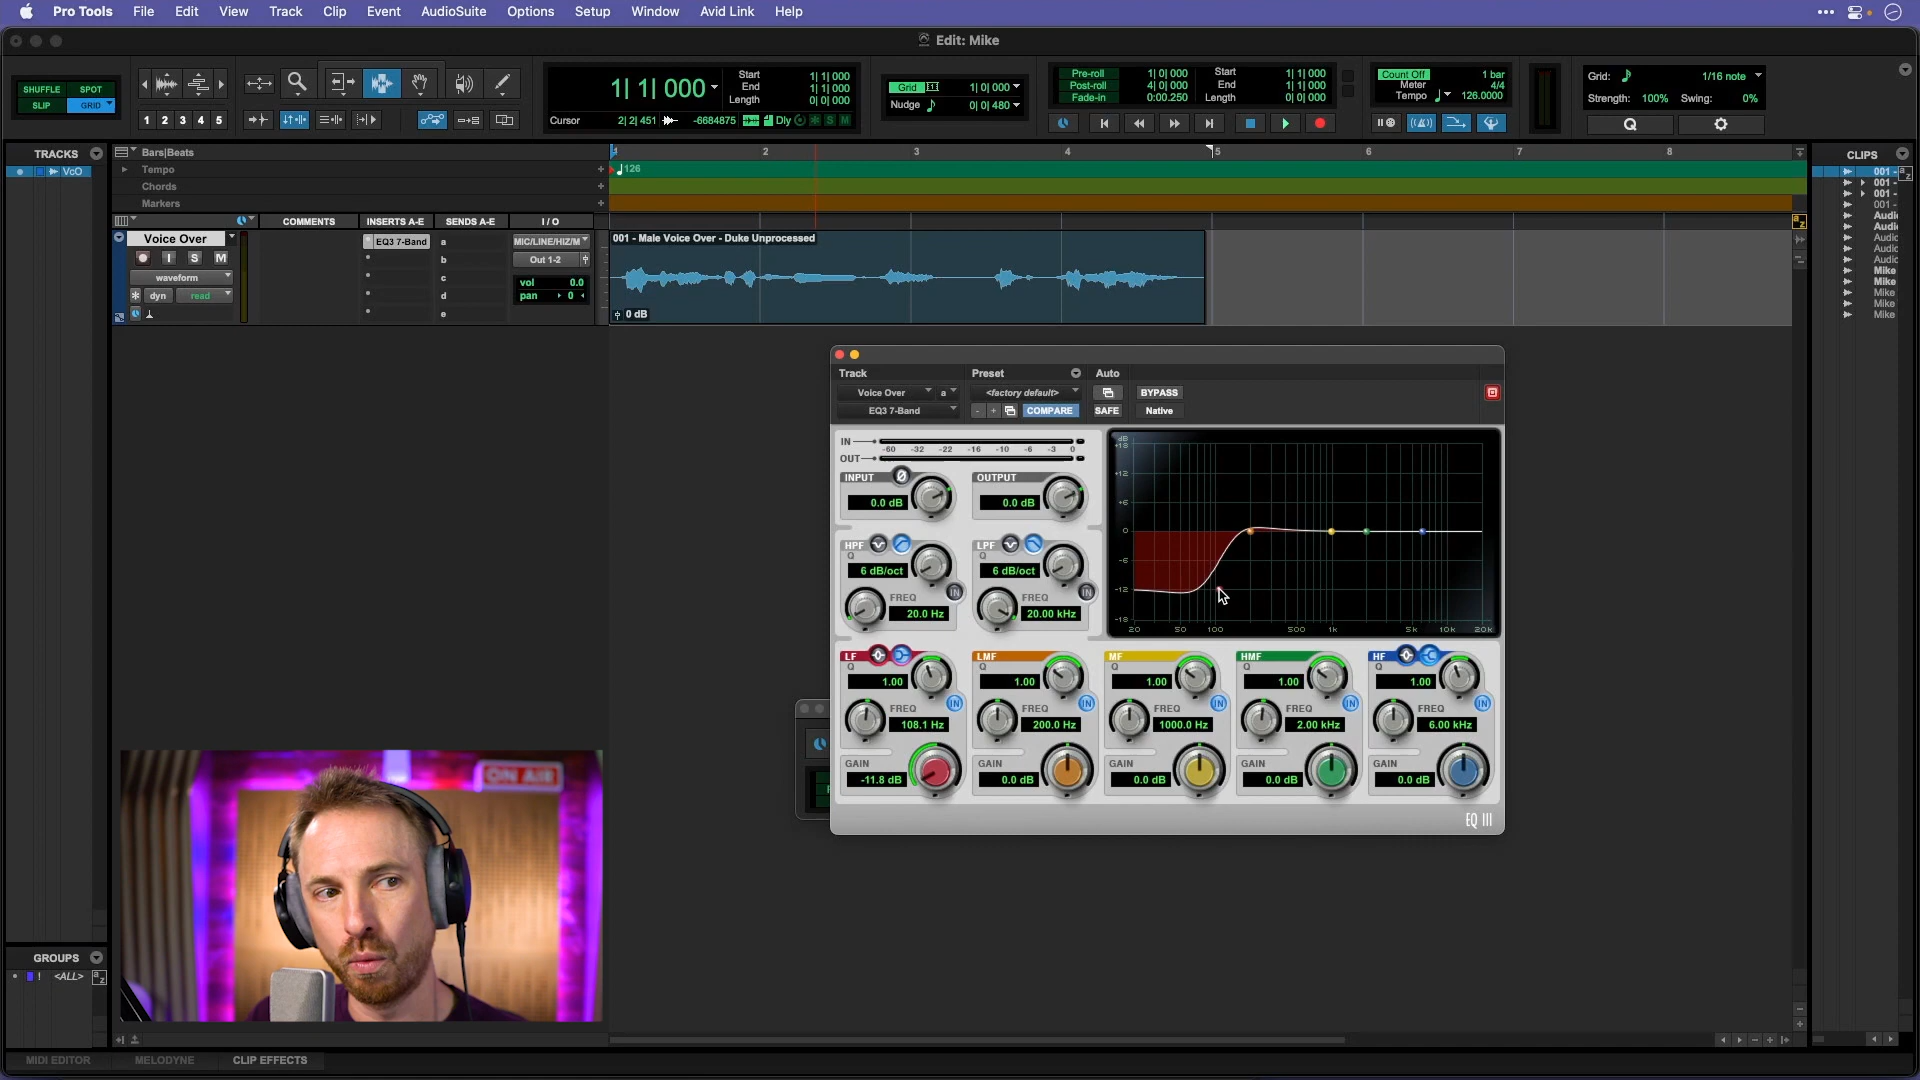 Pro Tools File Edit View Track Clip Event AudioSuite Options Setup Window Avid Link Help
Edit: Mike
SHUFFLE SPOT
SLIP GRID
1 2 3 4 5
1| 1| 000
Start 1| 1| 000
End 1| 1| 000
Length 0| 0| 000
Cursor 2| 2| 451 -6684875 Dly S M
Grid 1| 0| 000
Nudge 0| 0| 480
Pre-roll 1| 0| 000
Post-roll 4| 0| 000
Fade-in 0:00.250
Start 1| 1| 000
End 1| 1| 000
Length 0| 0| 000
Count Off 1 bar
Meter 4/4
Tempo 126.0000
Grid: 1/16 note
Strength: 100% Swing: 0%
Q
TRACKS
VcO
Bars|Beats
Tempo
Chords
Markers
1 2 3 4 5 6 7 8
126
COMMENTS INSERTS A-E SENDS A-E I / O
Voice Over
I S M
waveform
dyn read
EQ3 7-Band
a
b
c
d
e
MIC/LINE/HIZ/M
Out 1-2
vol 0.0
pan 0
001 - Male Voice Over - Duke Unprocessed
0 dB
CLIPS
001 -
001 -
001 -
001 -
Audi
Audi
Audic
Audic
Audic
Mike
Mike
Mike
Mike
Mike
Track Preset Auto
Voice Over a <factory default> BYPASS
EQ3 7-Band - + COMPARE SAFE Native
IN
-60 -32 -22 -16 -10 -6 -3 0
OUT
INPUT
0.0 dB
OUTPUT
0.0 dB
HPF
Q
6 dB/oct
FREQ
IN
20.0 Hz
LPF
Q
6 dB/oct
FREQ
IN
20.00 kHz
dB
+18
+12
+6
0
-6
-12
-18
20 50 100 500 1k 5k 10k 20k
LF
Q
1.00
FREQ
IN
108.1 Hz
GAIN
-11.8 dB
LMF
Q
1.00
FREQ
IN
200.0 Hz
GAIN
0.0 dB
MF
Q
1.00
FREQ
IN
1000.0 Hz
GAIN
0.0 dB
HMF
Q
1.00
FREQ
IN
2.00 kHz
GAIN
0.0 dB
HF
Q
1.00
FREQ
IN
6.00 kHz
GAIN
0.0 dB
EQ III
ON AIR
GROUPS
! <ALL>
MIDI EDITOR MELODYNE CLIP EFFECTS